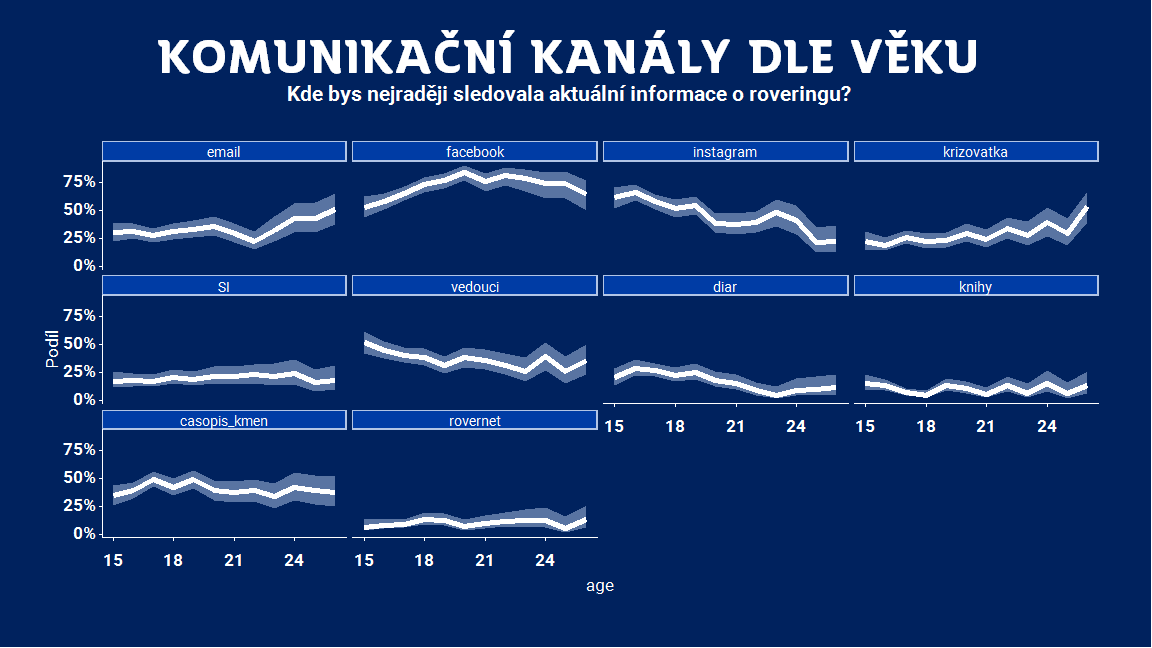 KOMUNIKAČNÍ KANÁLY DLE VĚKU
Kde bys nejraději sledovala aktuální informace o roveringu?
email facebook instagram krizovatka
75%
50%
25%
0%
SI vedouci diar knihy
75%
50%
25%
0%
Podíl
15 18 21 24 15 18 21 24
casopis_kmen rovernet
75%
50%
25%
0%
15 18 21 24 15 18 21 24
age